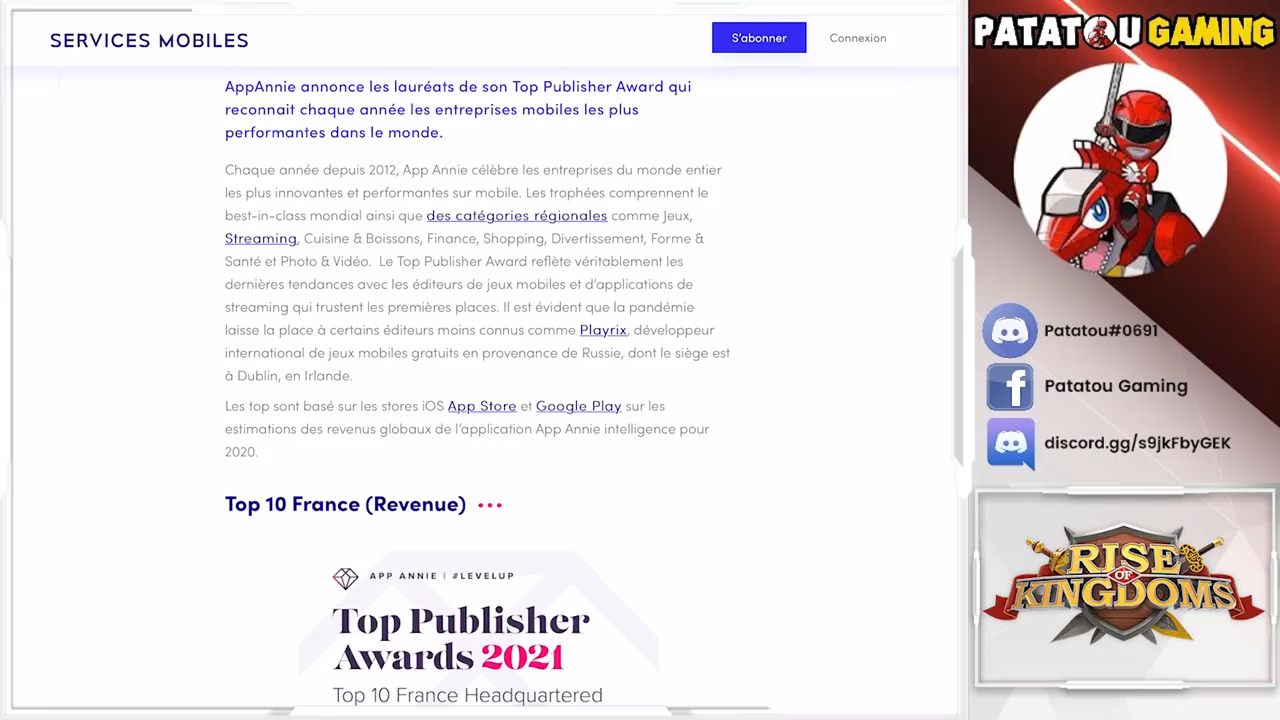 SERVICES MOBILES
S'abonner
Connexion
AppAnnie annonce les lauréats de son Top Publisher Award qui
reconnait chaque année les entreprises mobiles les plus
performantes dans le monde.
Chaque année depuis 2012, App Annie célèbre les entreprises du monde entier
les plus innovantes et performantes sur mobile. Les trophées comprennent le
best-in-class mondial ainsi que des catégories régionales comme Jeux,
Streaming, Cuisine & Boissons, Finance, Shopping, Divertissement, Forme &
Santé et Photo & Vidéo. Le Top Publisher Award reflète véritablement les
dernières tendances avec les éditeurs de jeux mobiles et d'applications de
streaming qui trustent les premières places. Il est évident que la pandémie
laisse la place à certains éditeurs moins connus comme Playrix, développeur
international de jeux mobiles gratuits en provenance de Russie, dont le siège est
à Dublin, en Irlande.
Les top sont basé sur les stores iOS App Store et Google Play sur les
estimations des revenus globaux de l'application App Annie intelligence pour
2020.
Top 10 France (Revenue)
APP ANNIE | #LEVELUP
Top Publisher
Awards 2021
Top 10 France Headquartered
PATATOU GAMING
Patatou#0691
Patatou Gaming
discord.gg/s9jkFbyGEK
RISE
OF
KINGDOMS